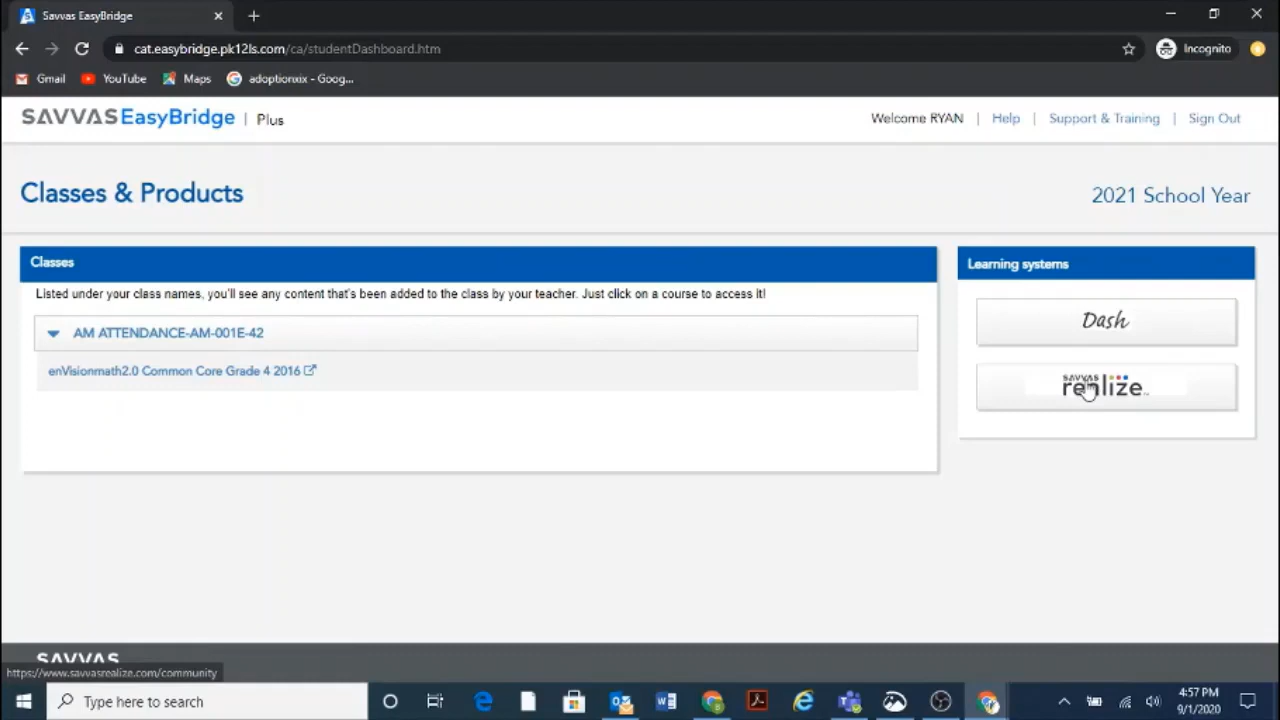 Savvas EasyBridge
cat.easybridge.pk12ls.com/ca/studentDashboard.htm
Incognito
Gmail YouTube Maps adoptionxix - Goog...
SAVVAS EasyBridge | Plus
Welcome RYAN | Help | Support & Training | Sign Out
Classes & Products
2021 School Year
Classes
Listed under your class names, you'll see any content that's been added to the class by your teacher. Just click on a course to access it!
AM ATTENDANCE-AM-001E-42
enVisionmath2.0 Common Core Grade 4 2016
Learning systems
Dash
SAVVAS
realize
SAVVAS
https://www.savvasrealize.com/community
Type here to search
4:57 PM
9/1/2020